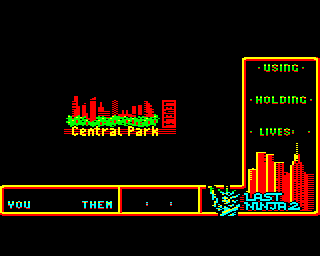 USING
HOLDING
LIVES:
Central Park
YOU THEM : :
LAST
NINJA 2